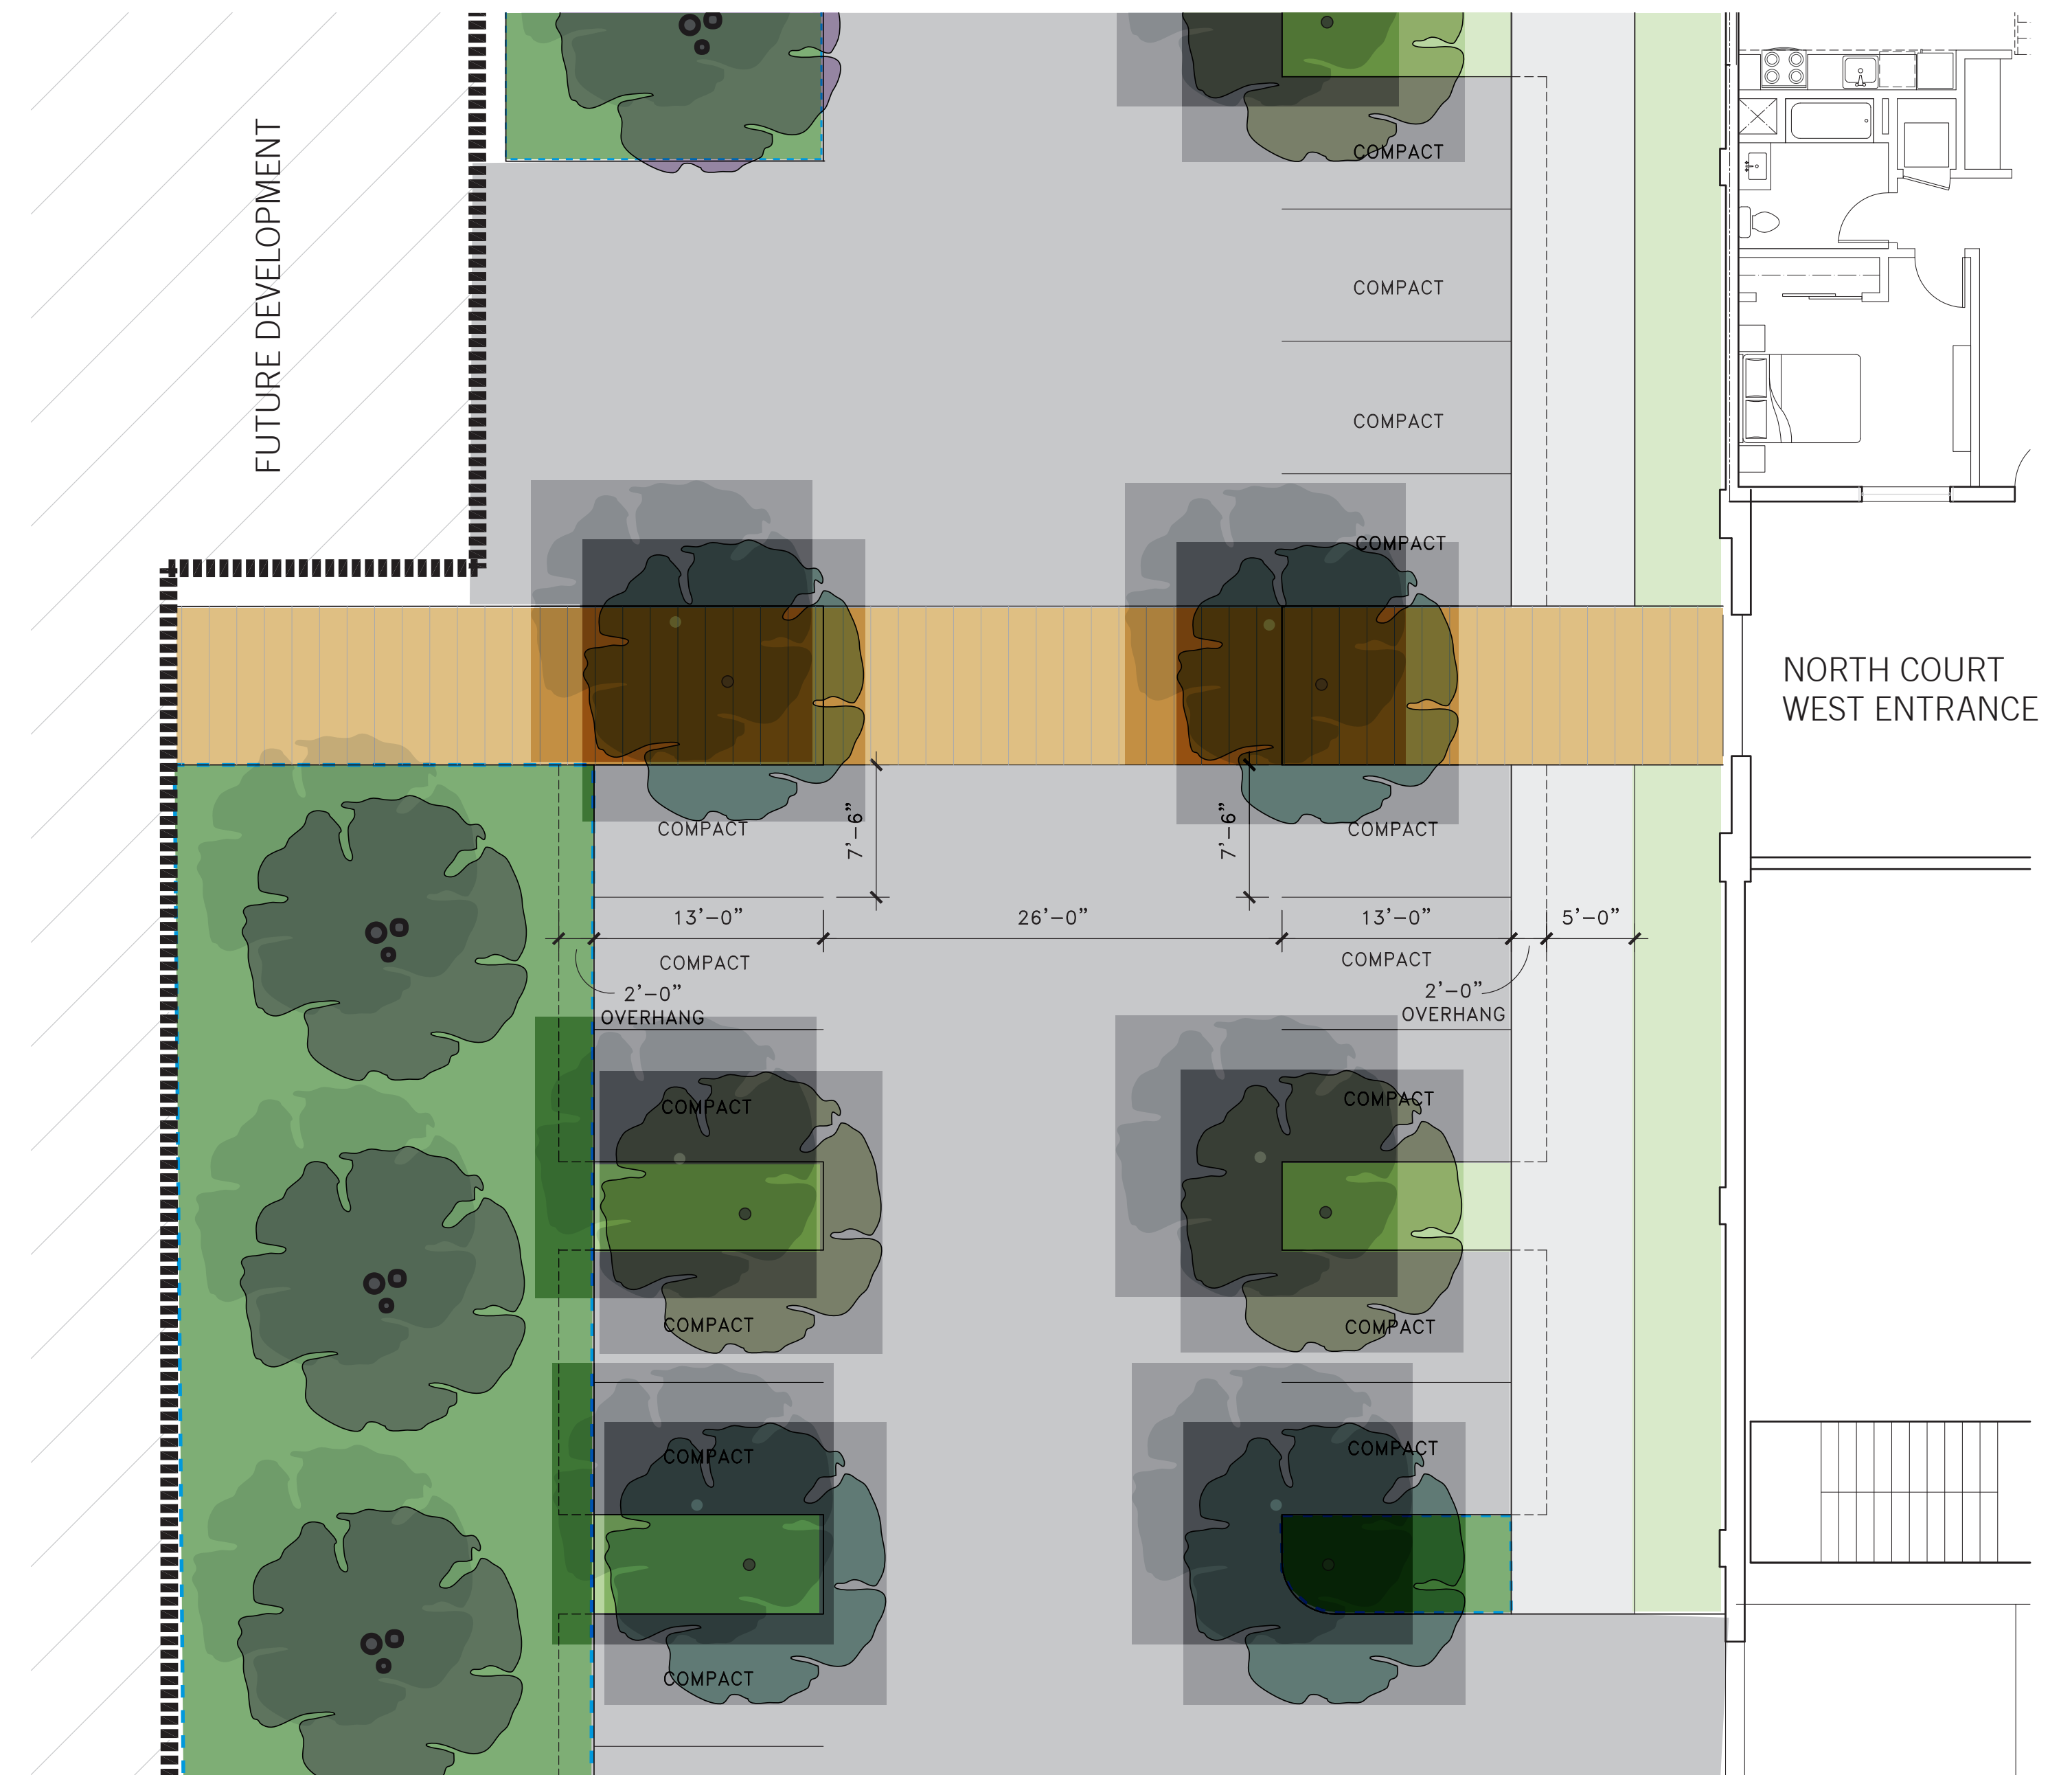 FUTURE DEVELOPMENT
COMPACT
COMPACT
COMPACT
COMPACT
NORTH COURT
WEST ENTRANCE
COMPACT
7'-6"
7'-6"
COMPACT
13'-0"
26'-0"
13'-0"
5'-0"
COMPACT
COMPACT
2'-0"
OVERHANG
2'-0"
OVERHANG
COMPACT
COMPACT
COMPACT
COMPACT
COMPACT
COMPACT
COMPACT